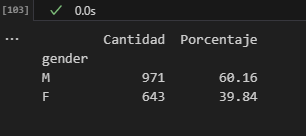 [103] ✓ 0.0s
... Cantidad Porcentaje
gender
M 971 60.16
F 643 39.84